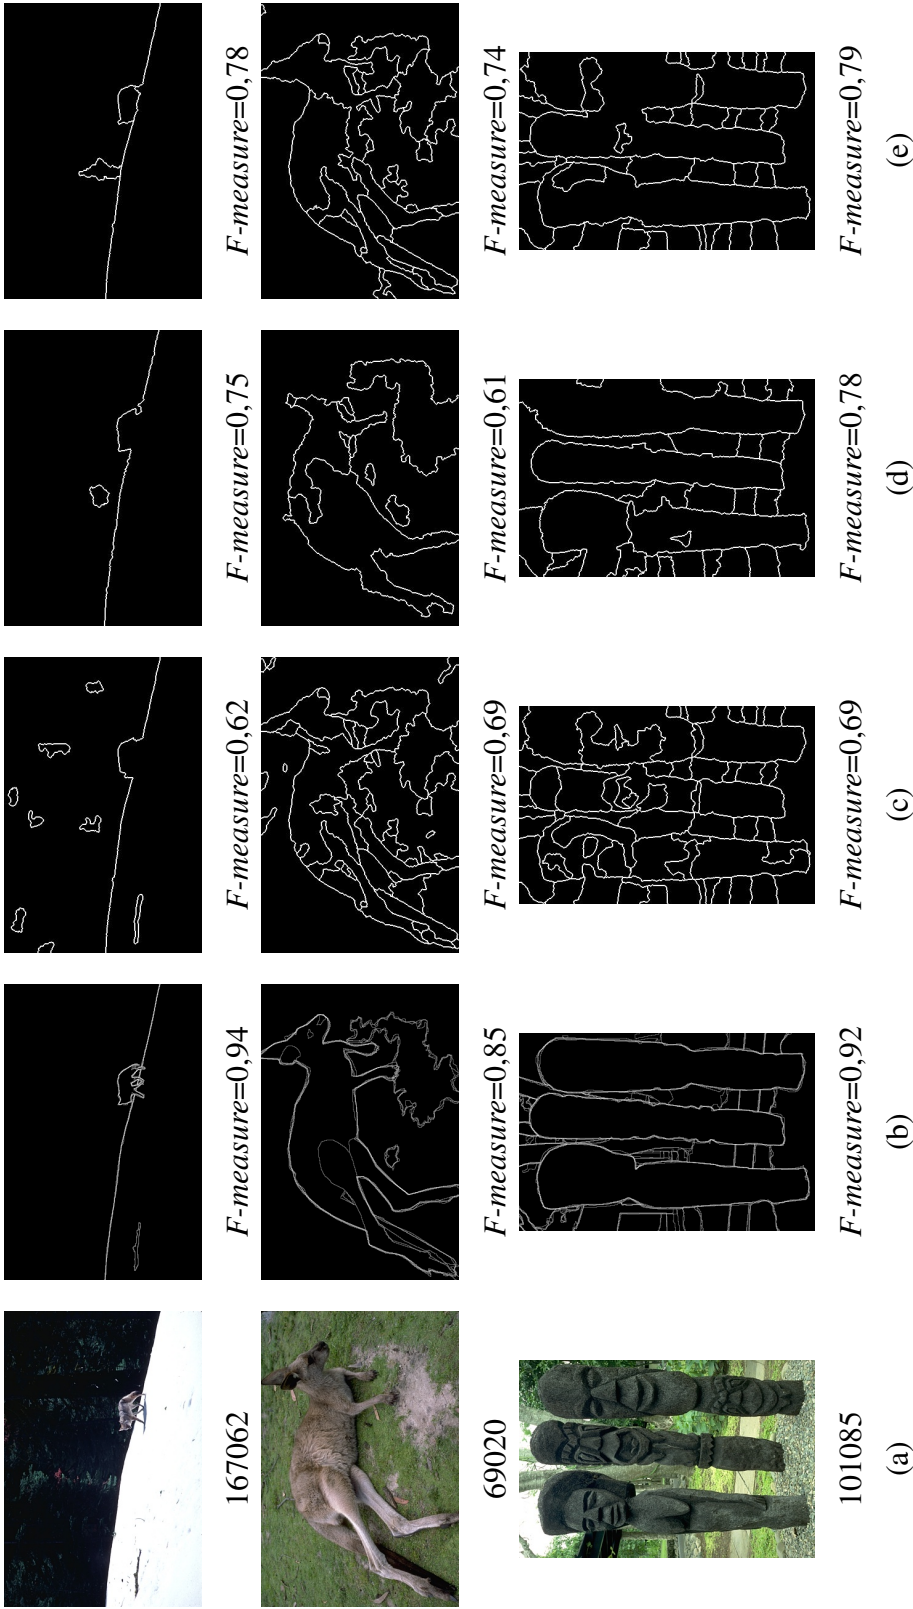 167062
F-measure=0,94
F-measure=0,62
F-measure=0,75
F-measure=0,78
69020
F-measure=0,85
F-measure=0,69
F-measure=0,61
F-measure=0,74
101085
F-measure=0,92
F-measure=0,69
F-measure=0,78
F-measure=0,79
(a)
(b)
(c)
(d)
(e)